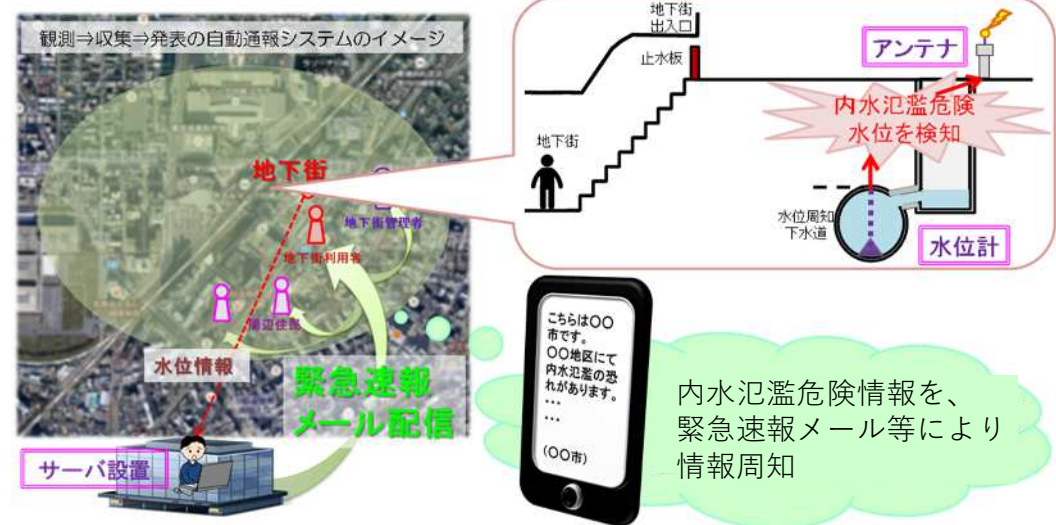 観測⇒収集⇒発表の自動通報システムのイメージ
地下街
地下街管理者
地下街利用者
周辺住民
水位情報
緊急速報
メール配信
サーバ設置
地下街
出入口
止水板
アンテナ
内水氾濫危険
水位を検知
地下街
水位周知
下水道
水位計
こちらは〇〇
市です。
〇〇地区にて
内水氾濫の恐
れがあります。
…
…
(〇〇市)
内水氾濫危険情報を、
緊急速報メール等により
情報周知